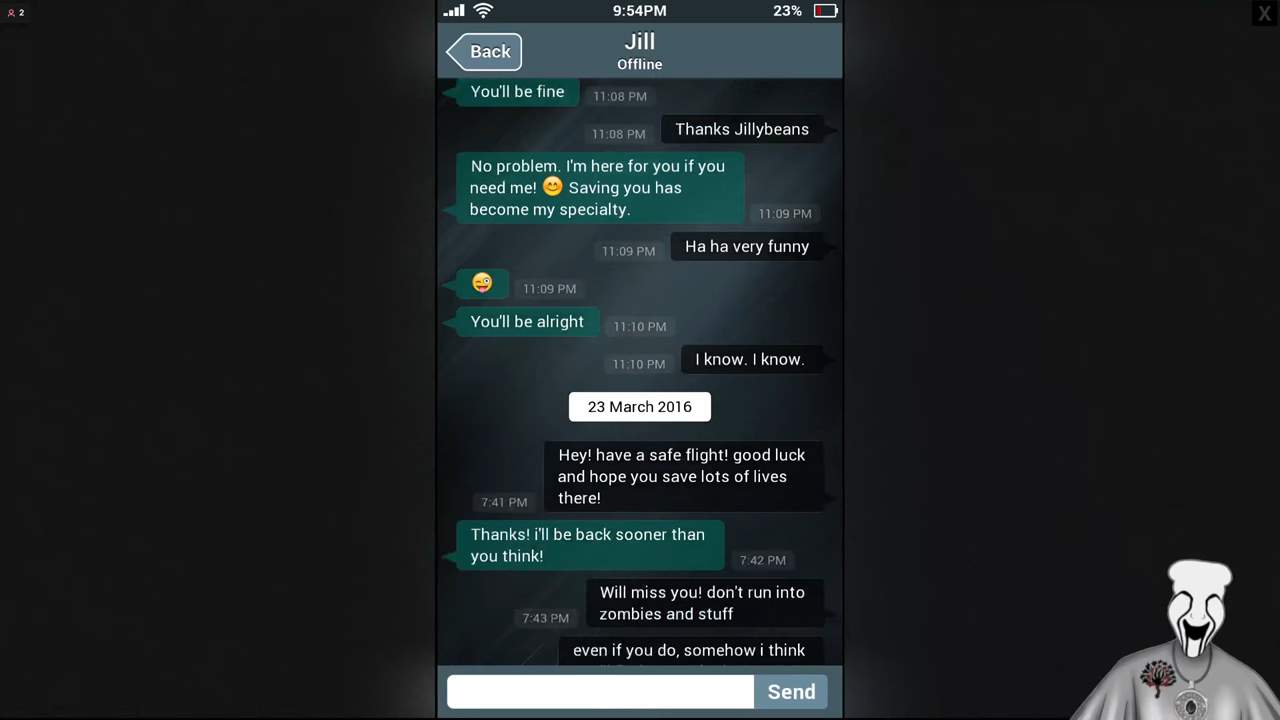 2
X
9:54PM
23%
Back
Jill
Offline
You'll be fine
11:08 PM
11:08 PM
Thanks Jillybeans
No problem. I'm here for you if you
need me! 😊 Saving you has
become my specialty.
11:09 PM
11:09 PM
Ha ha very funny
😜
11:09 PM
You'll be alright
11:10 PM
11:10 PM
I know. I know.
23 March 2016
Hey! have a safe flight! good luck
and hope you save lots of lives
there!
7:41 PM
Thanks! i'll be back sooner than
you think!
7:42 PM
Will miss you! don't run into
zombies and stuff
7:43 PM
even if you do, somehow i think
Send